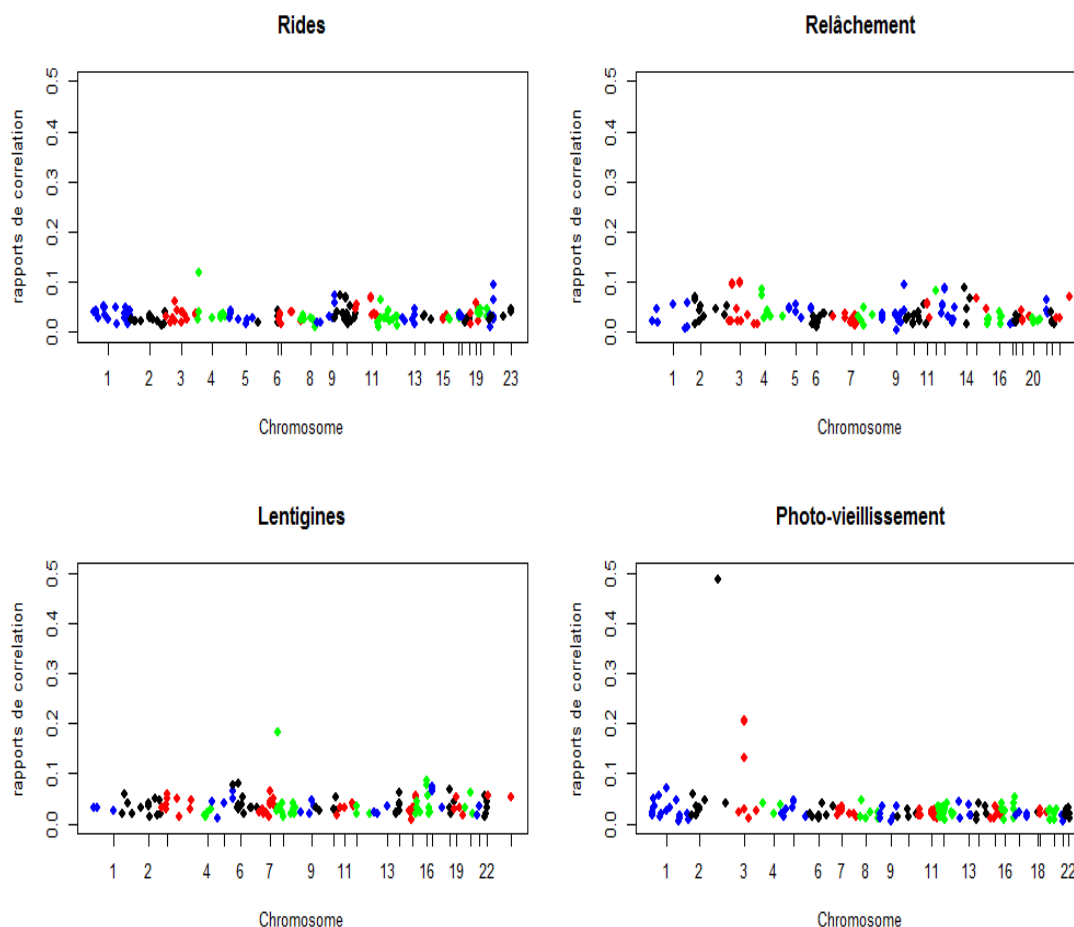 Rides
rapports de correlation
0.0 0.1 0.2 0.3 0.4 0.5
1 2 3 4 5 6 8 9 11 13 15 19 23
Chromosome
Relâchement
rapports de correlation
0.0 0.1 0.2 0.3 0.4 0.5
1 2 3 4 5 6 7 9 11 14 16 20
Chromosome
Lentigines
rapports de correlation
0.0 0.1 0.2 0.3 0.4 0.5
1 2 4 6 7 9 11 13 16 19 22
Chromosome
Photo-vieillissement
rapports de correlation
0.0 0.1 0.2 0.3 0.4 0.5
1 2 3 4 6 7 8 9 11 13 15 18 22
Chromosome